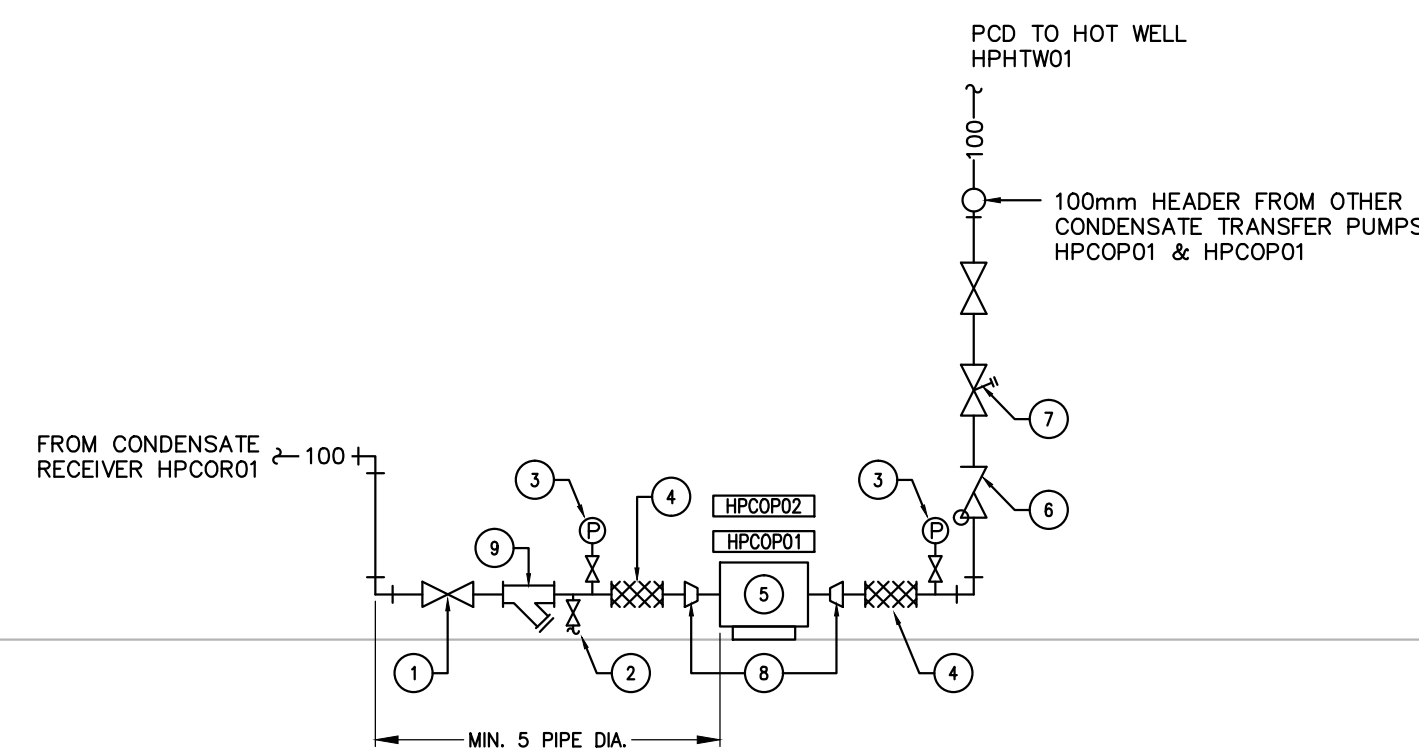 PCD TO HOT WELL
HPHTW01
100
100mm HEADER FROM OTHER
CONDENSATE TRANSFER PUMPS
HPCOP01 & HPCOP01
7
FROM CONDENSATE
RECEIVER HPCOR01
100
3
4
HPCOP02
3
6
P
P
HPCOP01
9
5
1
2
8
4
MIN. 5 PIPE DIA.